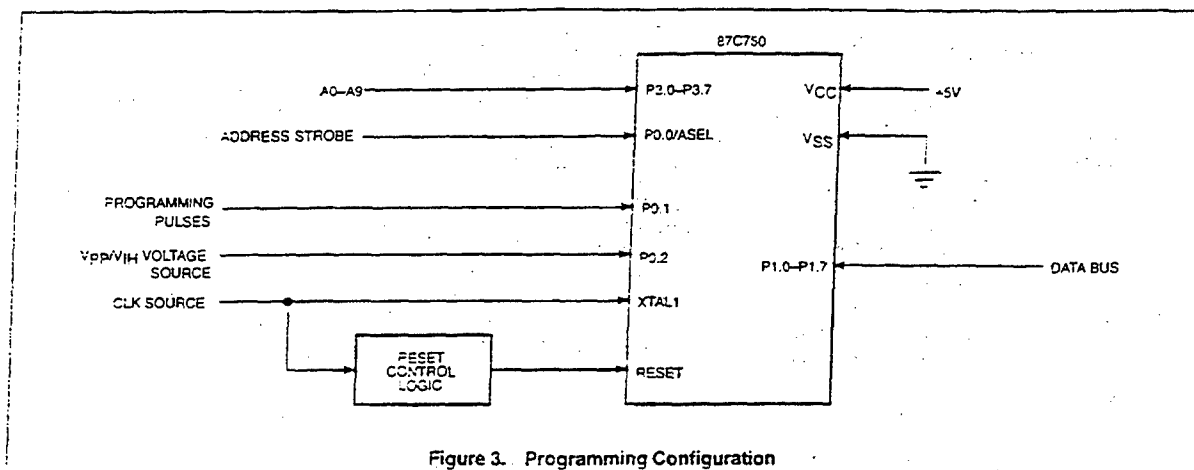 87C750
A0–A9
P3.0–P3.7
VCC
+5V
ADDRESS STROBE
P0.0/ASEL
VSS
PROGRAMMING
PULSES
P0.1
VPP/VIH VOLTAGE
SOURCE
P0.2
P1.0–P1.7
DATA BUS
CLK SOURCE
XTAL1
RESET
CONTROL
LOGIC
RESET
Figure 3. Programming Configuration